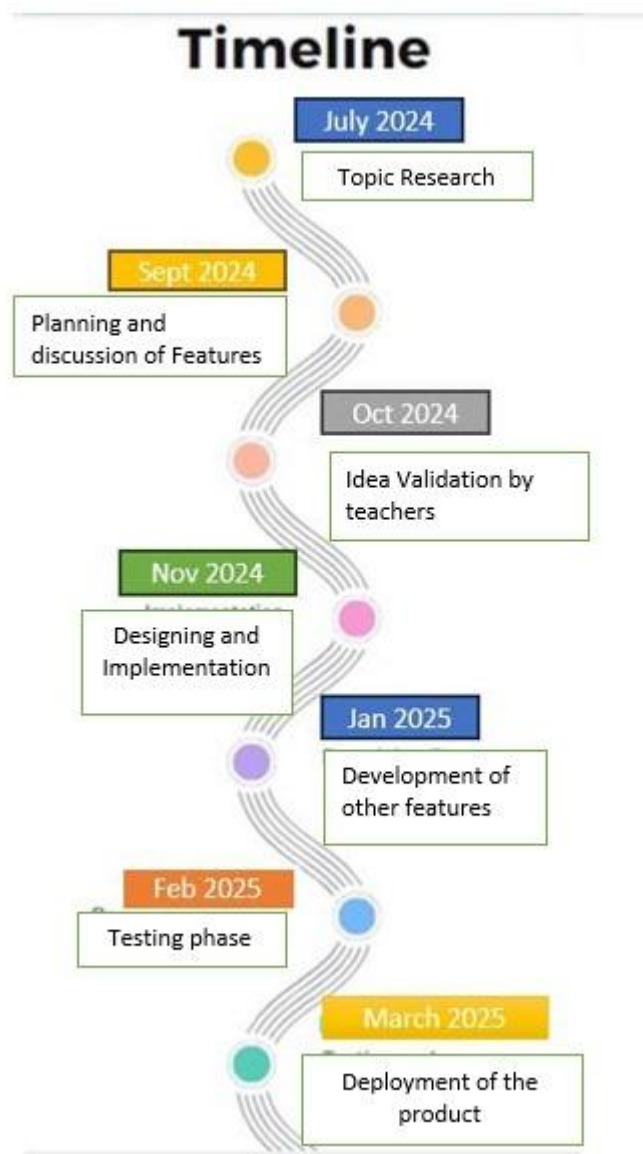 Timeline
July 2024
Topic Research
Sept 2024
Planning and
discussion of Features
Oct 2024
Idea Validation by
teachers
Nov 2024
Designing and
Implementation
Jan 2025
Development of
other features
Feb 2025
Testing phase
March 2025
Deployment of the
product